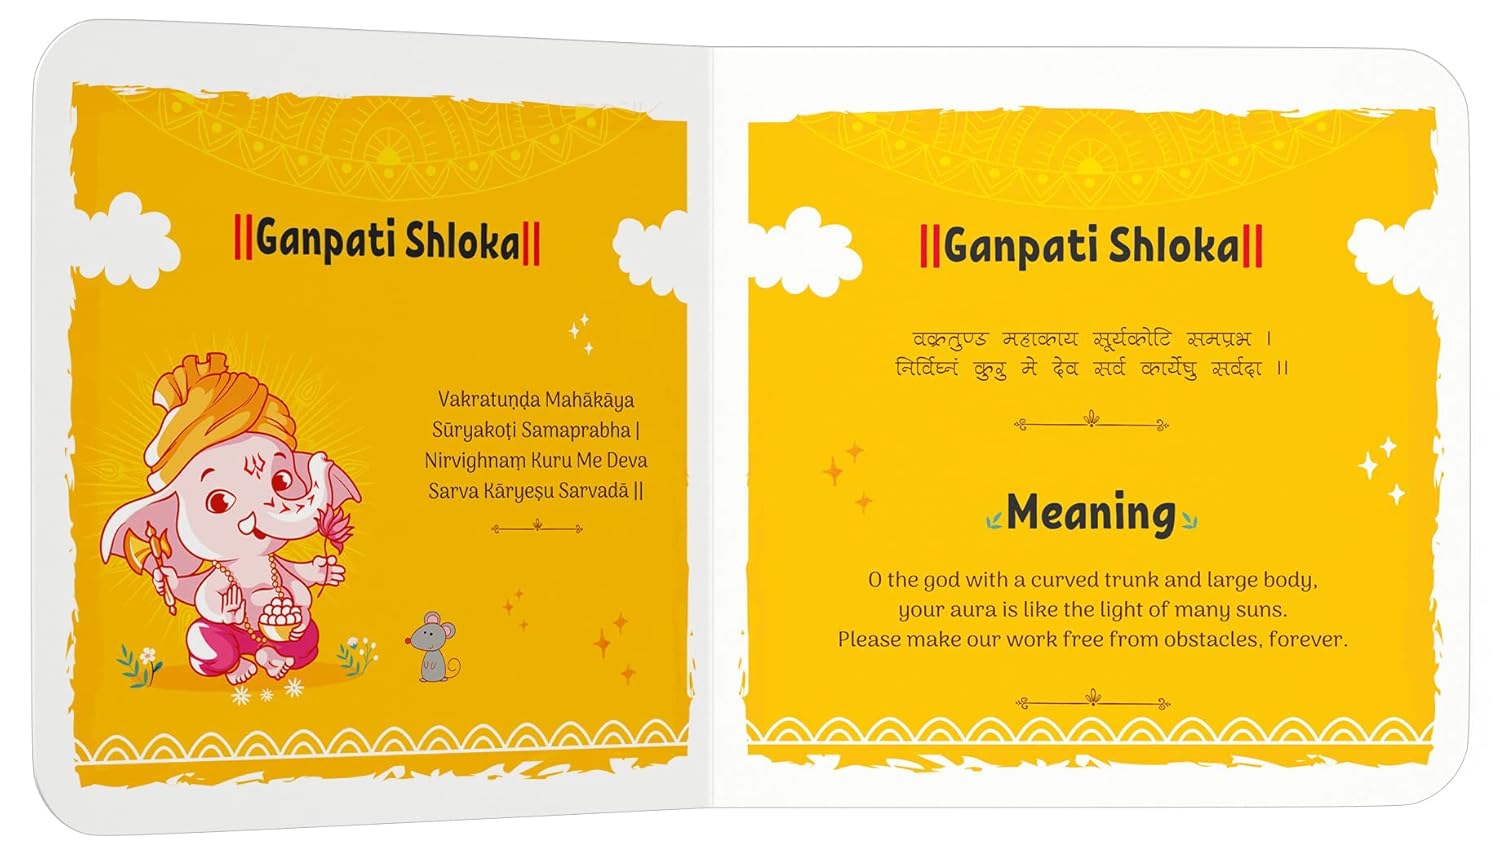 ||Ganpati Shloka||
Vakratuṇḍa Mahākāya
Sūryakoṭi Samaprabha |
Nirvighnaṃ Kuru Me Deva
Sarva Kāryeṣu Sarvadā ||
||Ganpati Shloka||
वक्रतुण्ड महाकाय सूर्यकोटि समप्रभ ।
निर्विघ्नं कुरु मे देव सर्व कार्येषु सर्वदा ।।
Meaning
O the god with a curved trunk and large body,
your aura is like the light of many suns.
Please make our work free from obstacles, forever.